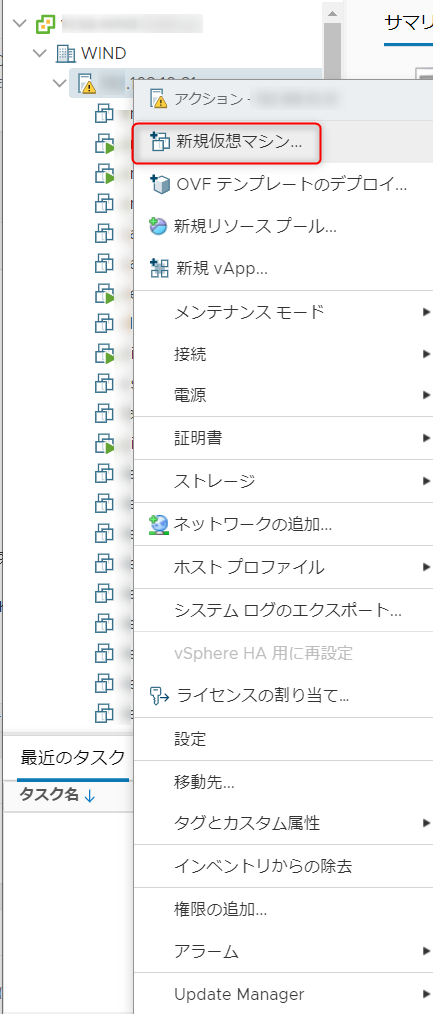 サマリ
WIND
アクション -
新規仮想マシン...
OVF テンプレートのデプロイ...
新規リソース プール...
新規 vApp...
メンテナンス モード
接続
電源
証明書
ストレージ
ネットワークの追加...
ホスト プロファイル
システム ログのエクスポート...
vSphere HA 用に再設定
ライセンスの割り当て...
設定
移動先...
タグとカスタム属性
インベントリからの除去
権限の追加...
アラーム
Update Manager
最近のタスク
タスク名 ↓